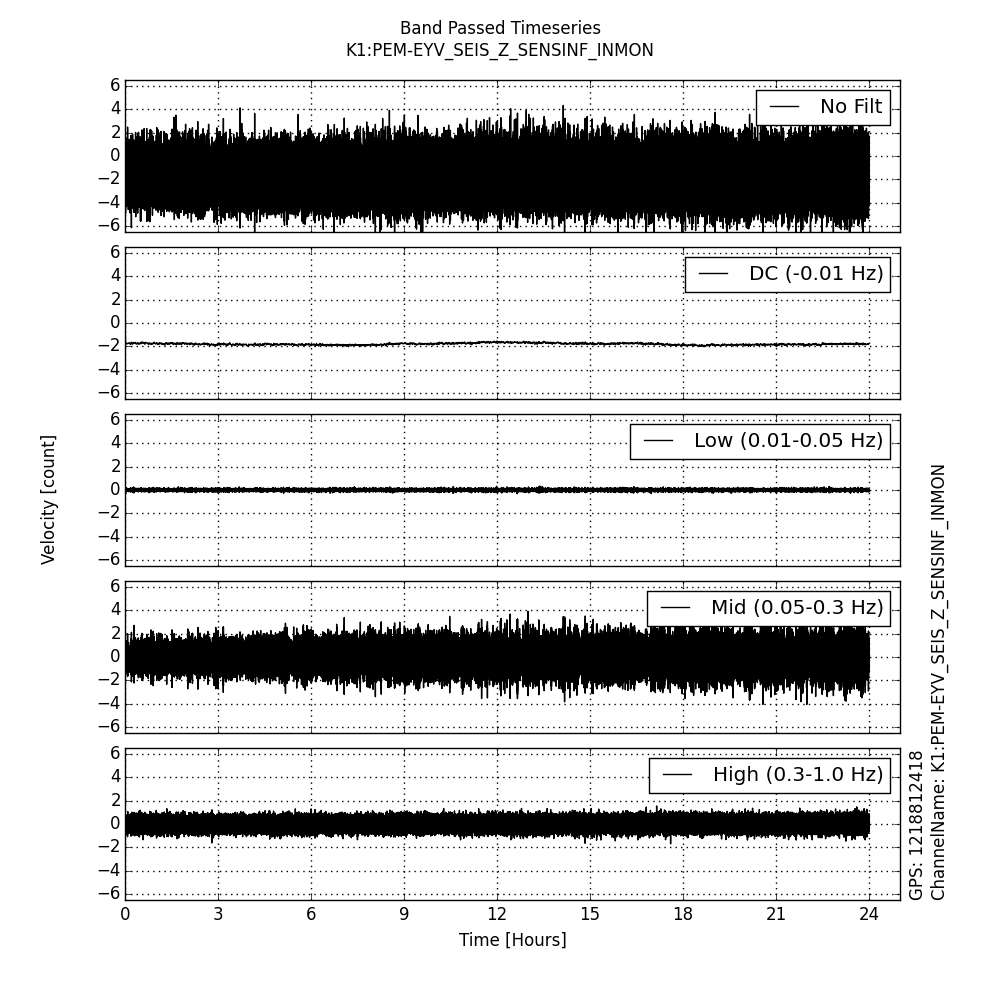 Band Passed Timeseries
K1:PEM-EYV_SEIS_Z_SENSINF_INMON
6
4
2
0
−2
−4
−6
No Filt
6
4
2
0
−2
−4
−6
DC (-0.01 Hz)
6
4
2
0
−2
−4
−6
Low (0.01-0.05 Hz)
6
4
2
0
−2
−4
−6
Mid (0.05-0.3 Hz)
6
4
2
0
−2
−4
−6
High (0.3-1.0 Hz)
0 3 6 9 12 15 18 21 24
Time [Hours]
Velocity [count]
GPS: 1218812418
ChannelName: K1:PEM-EYV_SEIS_Z_SENSINF_INMON